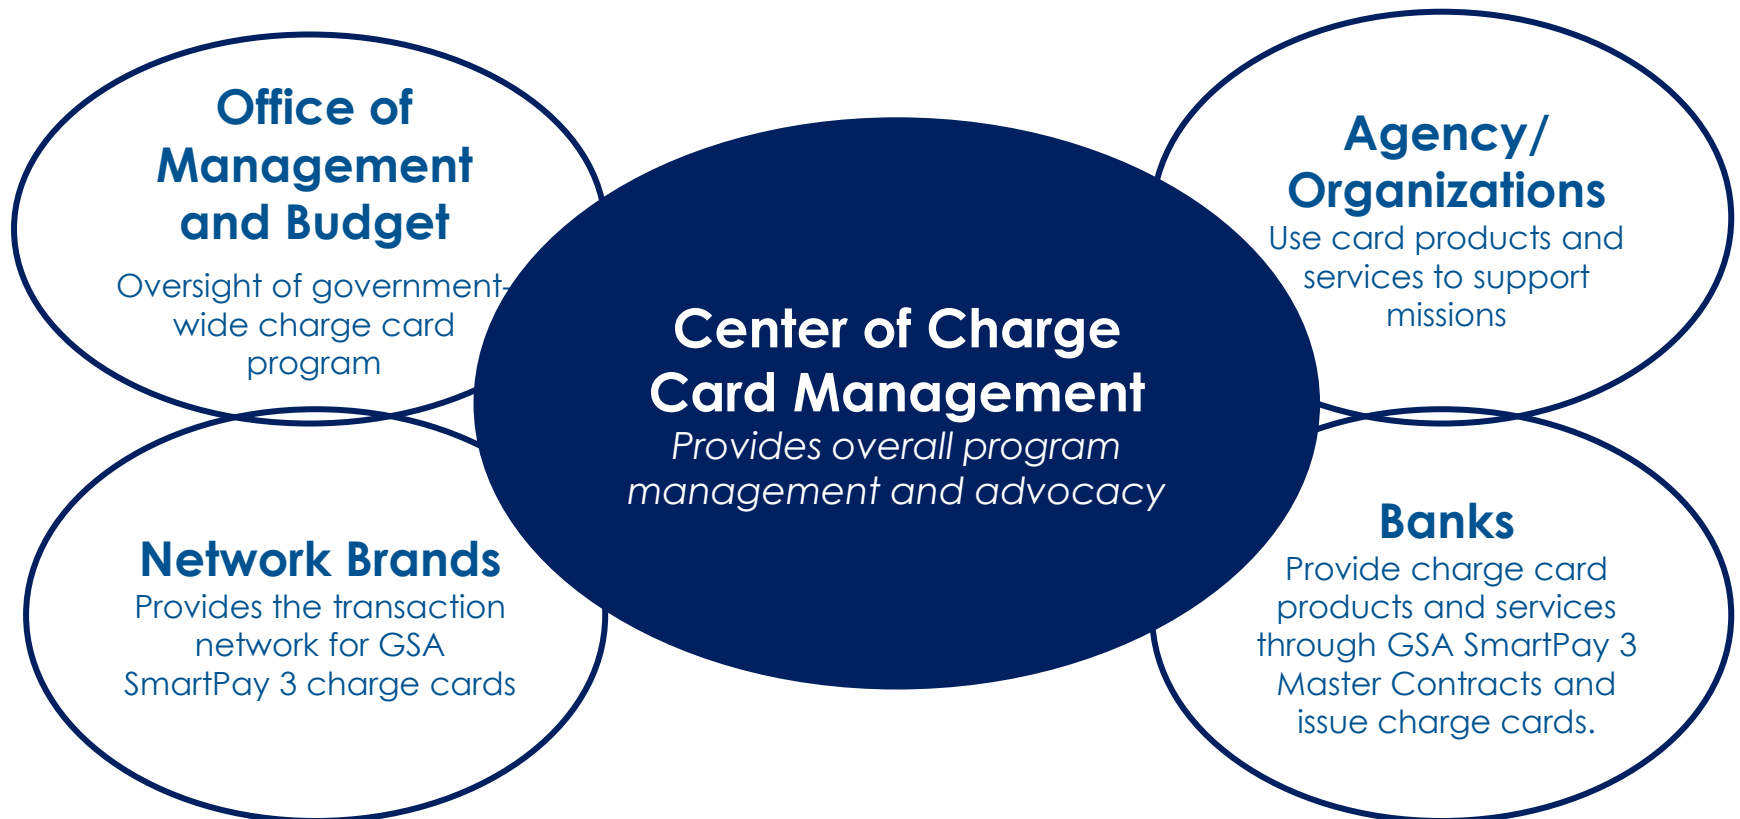 Office of
Management
and Budget
Oversight of government-
wide charge card
program
Agency/
Organizations
Use card products and
services to support
missions
Center of Charge
Card Management
Provides overall program
management and advocacy
Network Brands
Provides the transaction
network for GSA
SmartPay 3 charge cards
Banks
Provide charge card
products and services
through GSA SmartPay 3
Master Contracts and
issue charge cards.